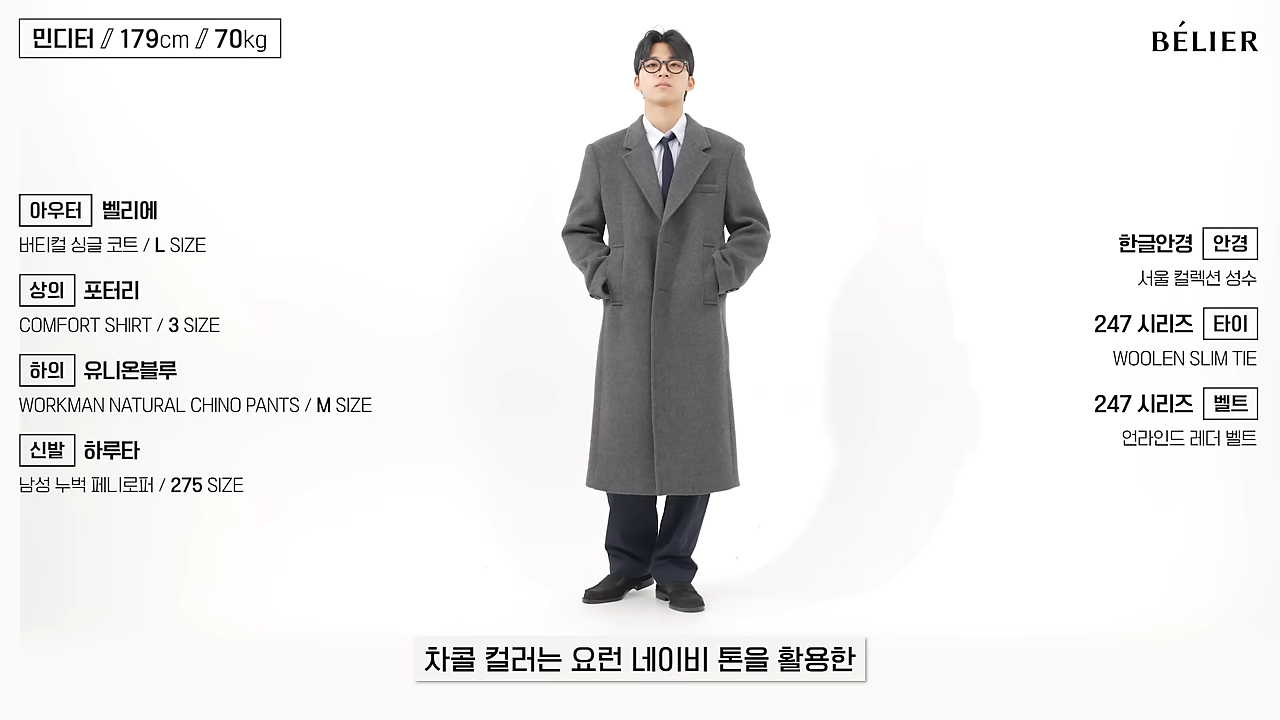 민디터 // 179cm // 70kg
BÉLIER
아우터 벨리에
버티컬 싱글 코트 / L SIZE
상의 포터리
COMFORT SHIRT / 3 SIZE
하의 유니온블루
WORKMAN NATURAL CHINO PANTS / M SIZE
신발 하루타
남성 누벅 페니로퍼 / 275 SIZE
한글안경 안경
서울 컬렉션 성수
247 시리즈 타이
WOOLEN SLIM TIE
247 시리즈 벨트
언라인드 레더 벨트
차콜 컬러는 요런 네이비 톤을 활용한